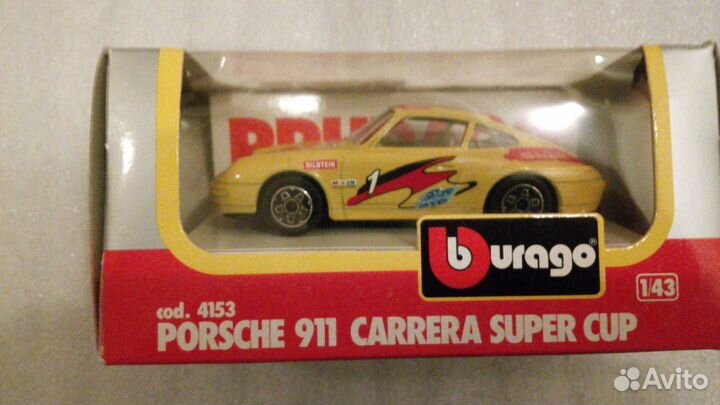 BILSTEIN
1
burago®
1/43
cod. 4153
PORSCHE 911 CARRERA SUPER CUP
Avito